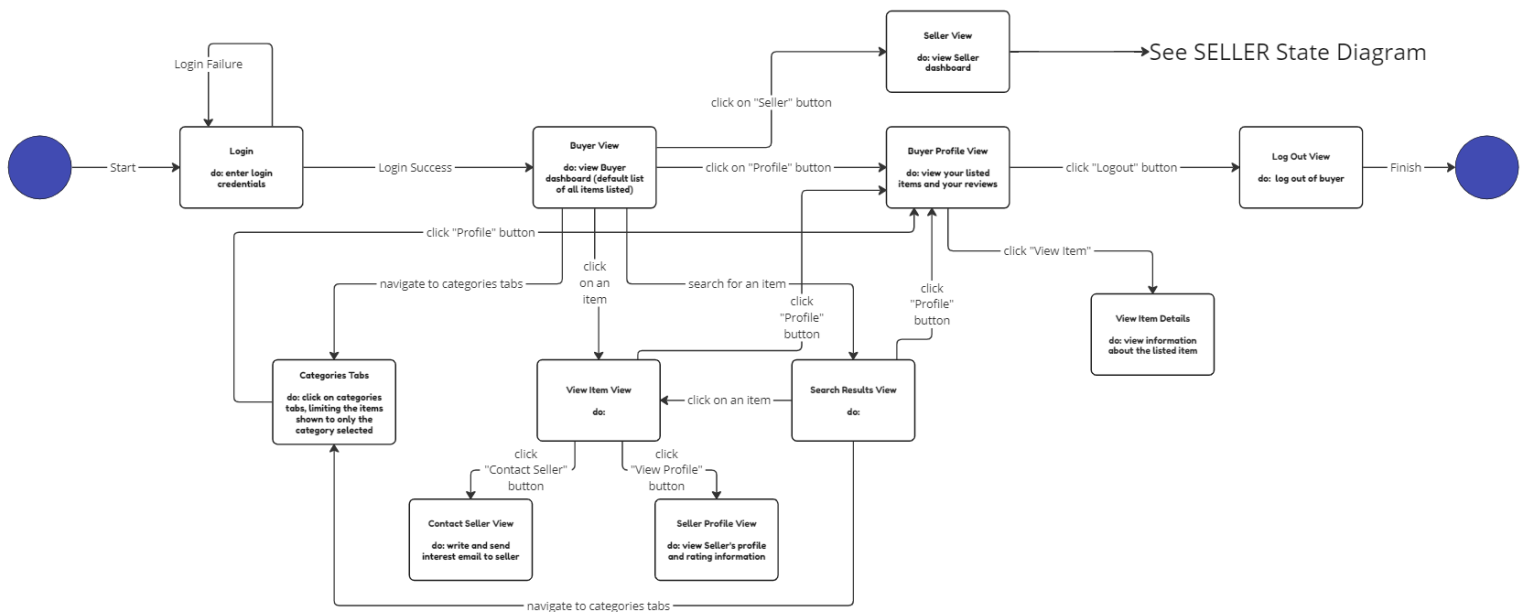 Seller View
do: view Seller
dashboard
See SELLER State Diagram
Login Failure
click on "Seller" button
Start
Login
do: enter login
credentials
Login Success
Buyer View
do: view Buyer
dashboard (default list
of all items listed)
click on "Profile" button
Buyer Profile View
do: view your listed
items and your reviews
click "Logout" button
Log Out View
do: log out of buyer
Finish
click "Profile" button
click "View Item"
navigate to categories tabs
click
on an
item
search for an item
click
"Profile"
button
click
"Profile"
button
View Item Details
do: view information
about the listed item
Categories Tabs
do: click on categories
tabs, limiting the items
shown to only the
category selected
View Item View
do:
click on an item
Search Results View
do:
click
"Contact Seller"
button
click
"View Profile"
button
Contact Seller View
do: write and send
interest email to seller
Seller Profile View
do: view Seller's profile
and rating information
navigate to categories tabs